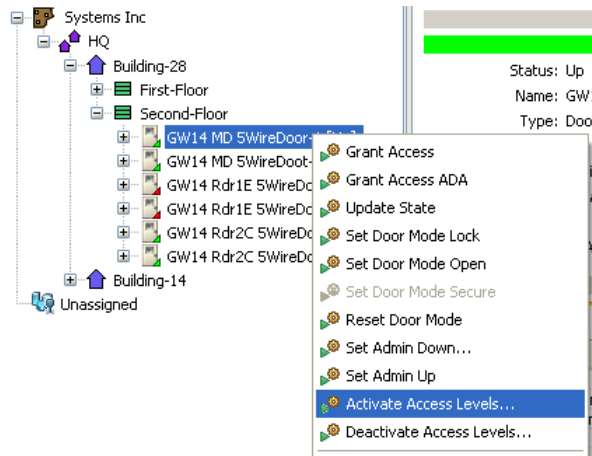 Systems Inc
HQ
Building-28
First-Floor
Second-Floor
GW14 MD 5WireDoor-
GW14 MD 5WireDoot-
GW14 Rdr1E 5WireDo
GW14 Rdr1E 5WireDo
GW14 Rdr2C 5WireDo
GW14 Rdr2C 5WireDo
Building-14
Unassigned
Grant Access
Grant Access ADA
Update State
Set Door Mode Lock
Set Door Mode Open
Set Door Mode Secure
Reset Door Mode
Set Admin Down...
Set Admin Up
Activate Access Levels...
Deactivate Access Levels...
Status: Up
Name: GW1
Type: Doo